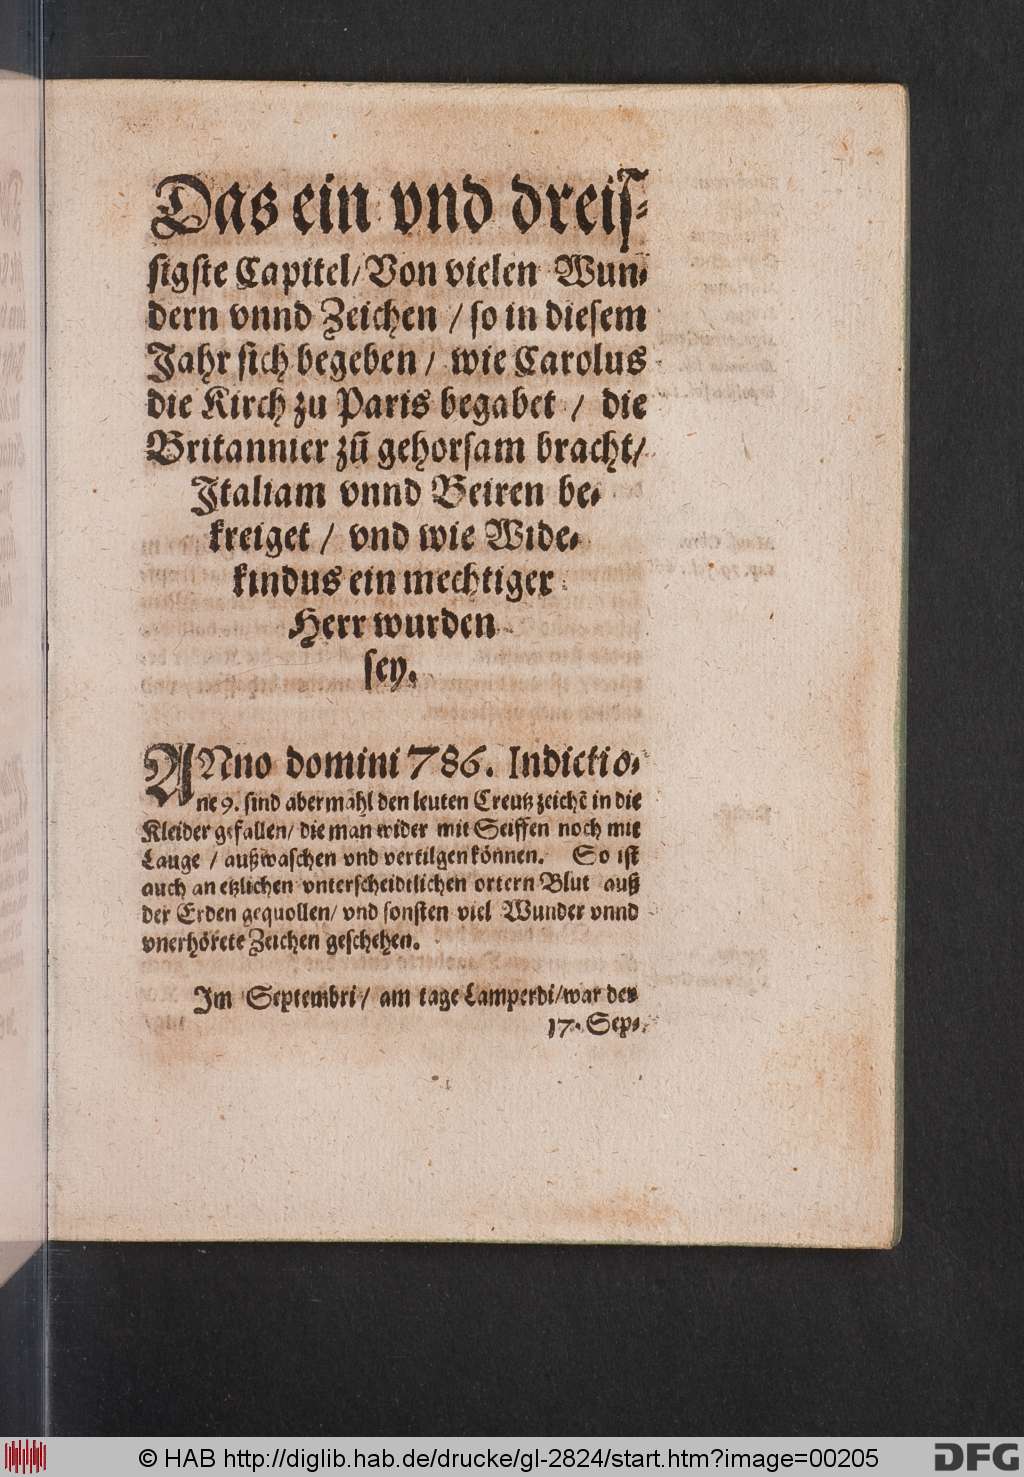 Das ein vnd dreiſ-
ſigſte Capitel/ Von vielen Wun-
dern vnnd Zeichen / ſo in dieſem
Jahr ſich begeben / wie Carolus
die Kirch zu Paris begabet / die
Britannier zů gehorſam bracht/
Italiam vnnd Beiren be-
kreiget / vnd wie Wide-
kindus ein mechtiger
Herr wurden
ſey.
ANno domini 786. Indictio-
ne 9. ſind abermahl den leuten Creutz zeichẽ in die
Kleider gefallen/ die man wider mit Seiffen noch mit
Lauge / außwaſchen vnd vertilgen können. So iſt
auch an etzlichen vnterſcheidtlichen ortern Blut auß
der Erden gequollen/ vnd ſonſten viel Wunder vnnd
vnerhörete Zeichen geſchehen.
Im Septembri/ am tage Lamperdi/ war der
17. Sep-
© HAB http://diglib.hab.de/drucke/gl-2824/start.htm?image=00205
DFG